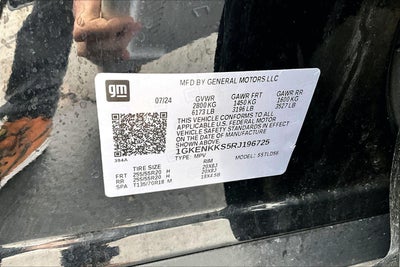 gm
MFD BY GENERAL MOTORS LLC
07/24 GVWR GAWR FRT GAWR RR
2800 KG 1450 KG 1600 KG
6173 LB 3196 LB 3527 LB
THIS VEHICLE CONFORMS TO ALL
APPLICABLE U.S. FEDERAL MOTOR
VEHICLE SAFETY STANDARDS IN EFFECT
ON THE DATE OF MANUFACTURE
SHOWN ABOVE.
1GKENKKS5RJ196725
TYPE: MPV MODEL:
TIRE SIZE RIM
FRT 255/55R20 H 20X8J
RR 255/55R20 H 20X8J
SPA T135/70R18 M 18X4.5B